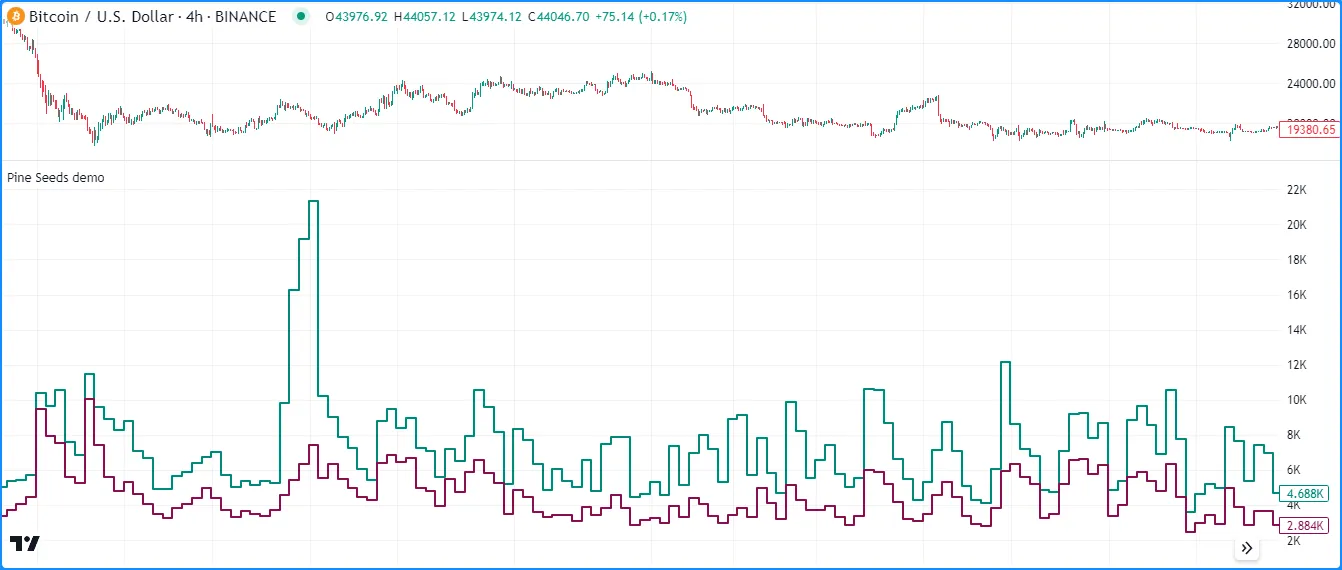 Bitcoin / U.S. Dollar · 4h · BINANCE O43976.92 H44057.12 L43974.12 C44046.70 +75.14 (+0.17%)
32000.00
28000.00
24000.00
19380.65
Pine Seeds demo
22K
20K
18K
16K
14K
12K
10K
8K
6K
4.688K
4K
2.884K
2K